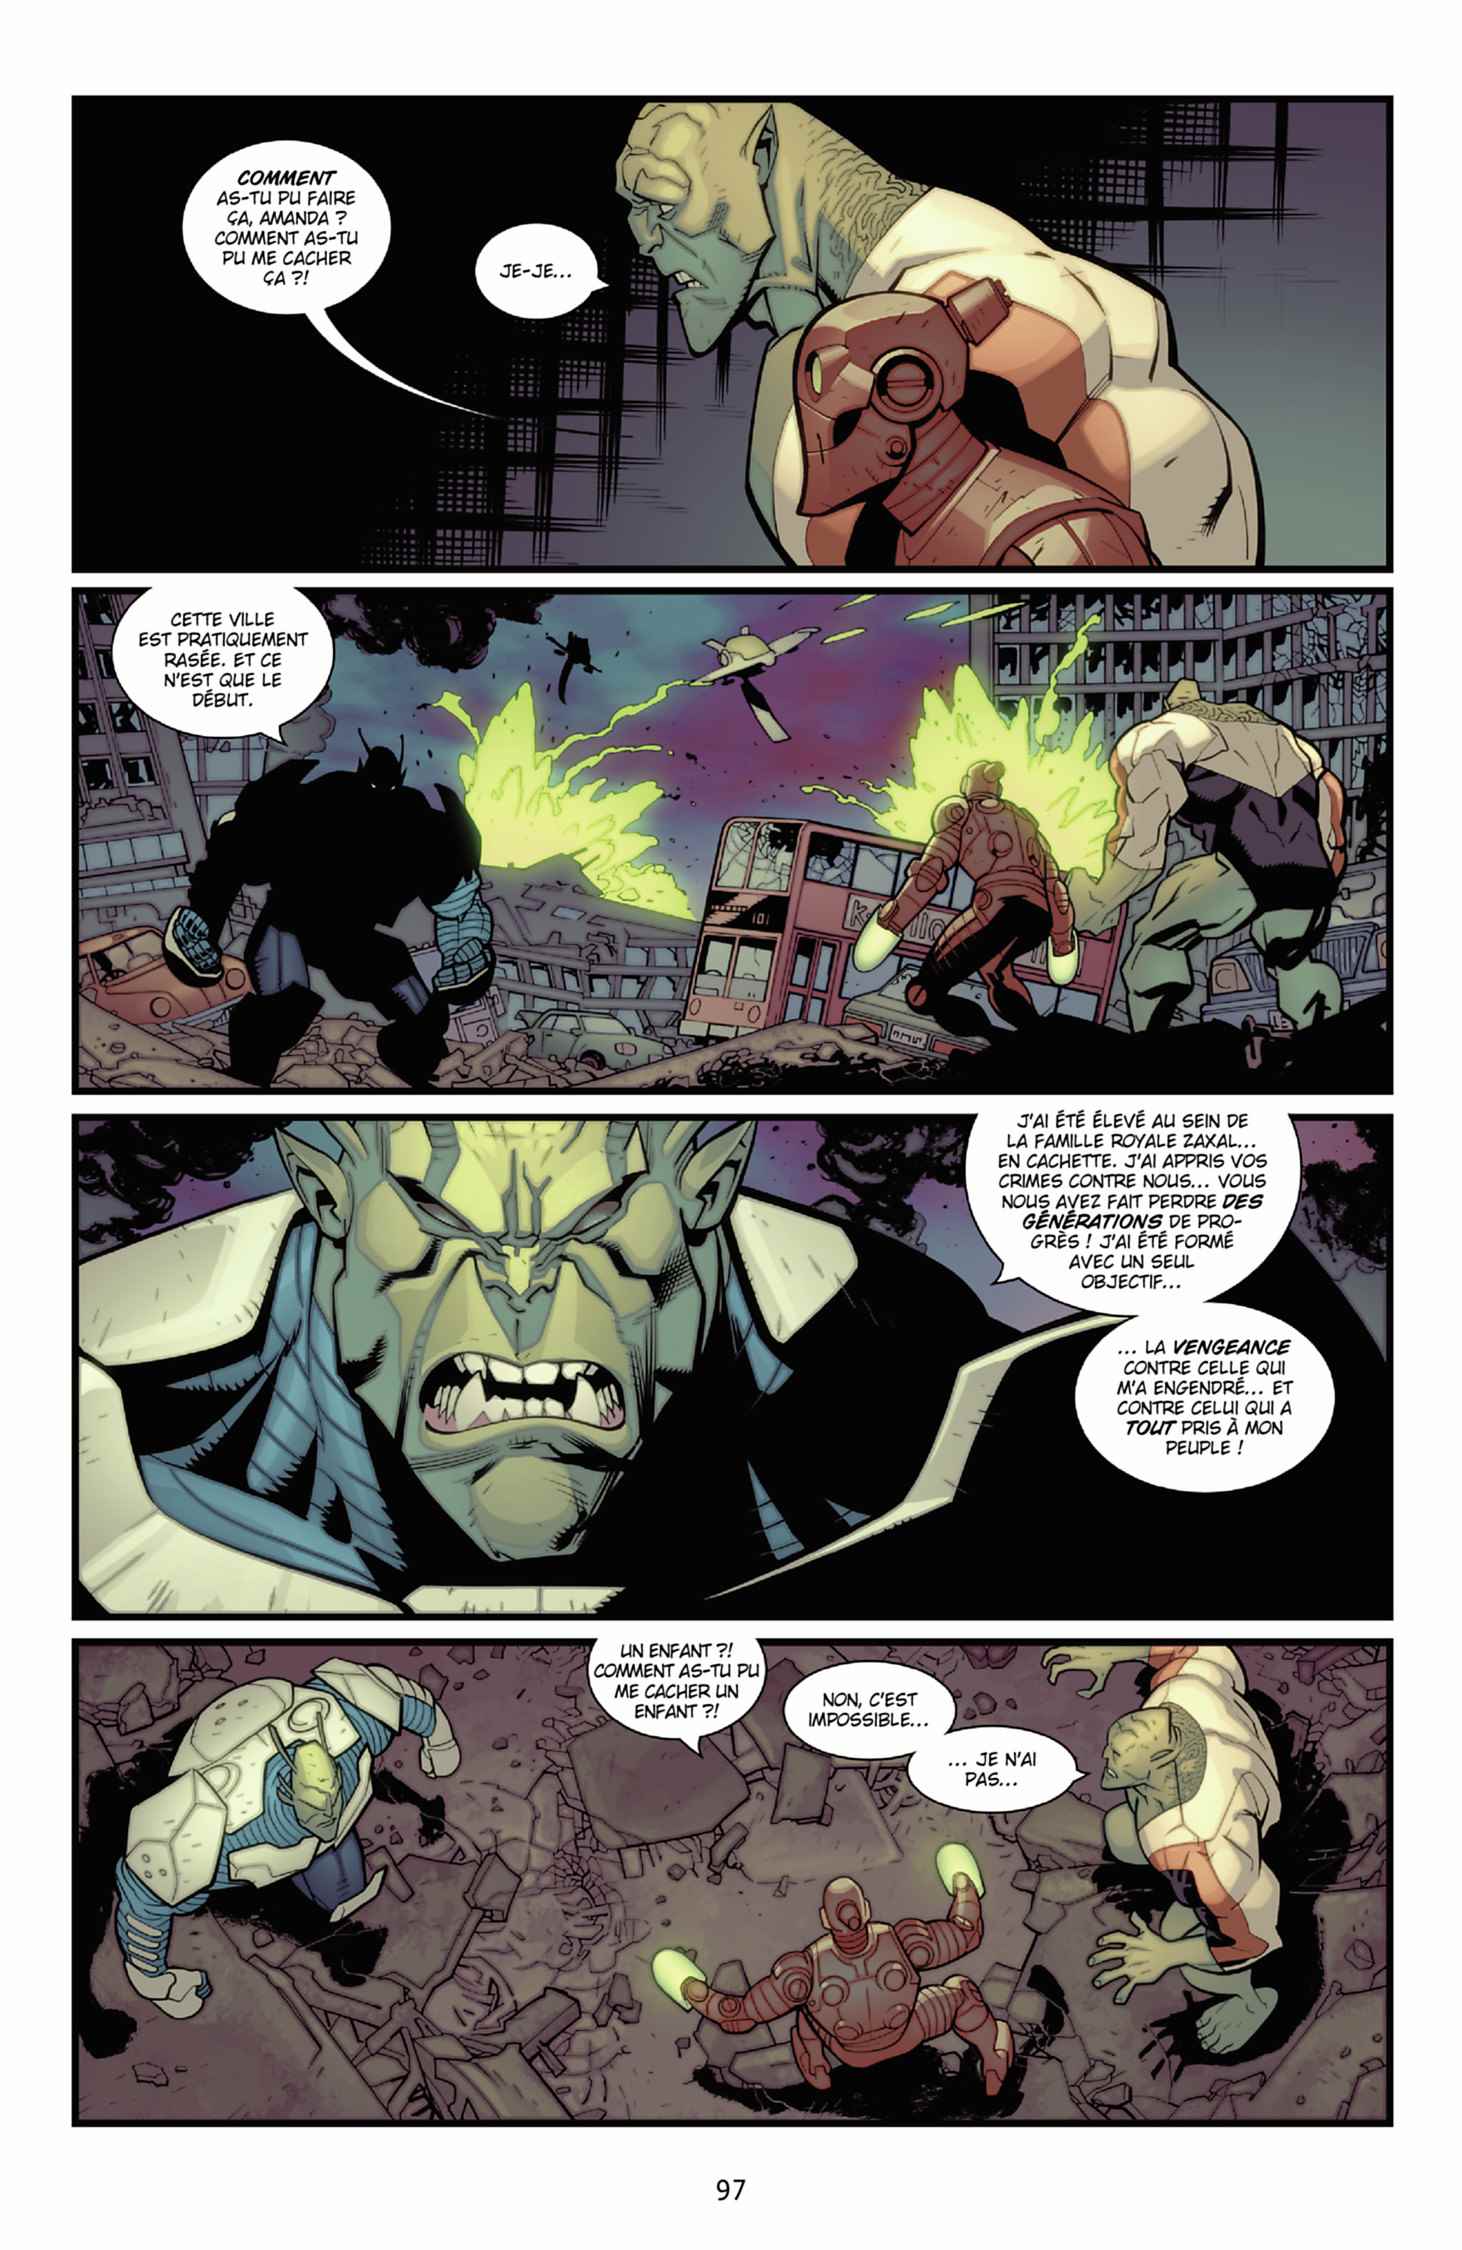 COMMENT
AS-TU PU FAIRE
ÇA, AMANDA ?
COMMENT AS-TU
PU ME CACHER
ÇA ?!
JE-JE...
CETTE VILLE
EST PRATIQUEMENT
RASÉE. ET CE
N'EST QUE LE
DÉBUT.
101
J'AI ÉTÉ ÉLEVÉ AU SEIN DE
LA FAMILLE ROYALE ZAXAL...
EN CACHETTE. J'AI APPRIS VOS
CRIMES CONTRE NOUS... VOUS
NOUS AVEZ FAIT PERDRE DES
GÉNÉRATIONS DE PRO-
GRÈS ! J'AI ÉTÉ FORMÉ
AVEC UN SEUL
OBJECTIF...
... LA VENGEANCE
CONTRE CELLE QUI
M'A ENGENDRÉ... ET
CONTRE CELUI QUI A
TOUT PRIS À MON
PEUPLE !
UN ENFANT ?!
COMMENT AS-TU PU
ME CACHER UN
ENFANT ?!
NON, C'EST
IMPOSSIBLE...
... JE N'AI
PAS...
97